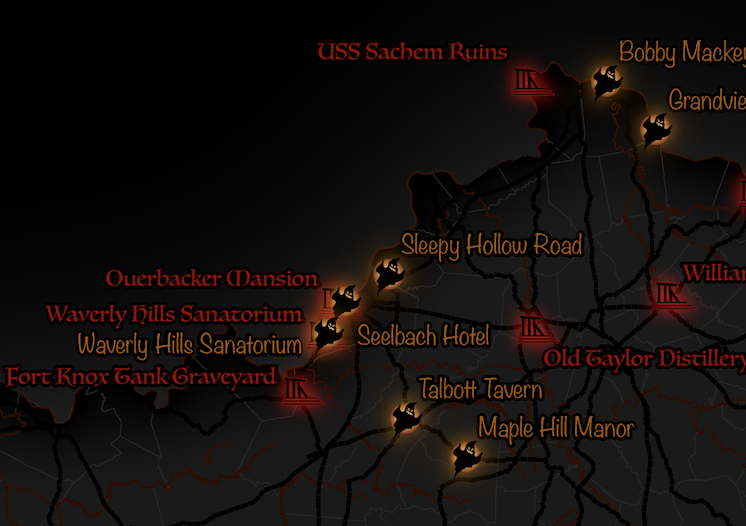 USS Sachem Ruins
Bobby Mackey
Grandvie
Sleepy Hollow Road
Ouerbacker Mansion
Willian
Waverly Hills Sanatorium
Waverly Hills Sanatorium
Seelbach Hotel
Old Taylor Distillery
Fort Knox Tank Graveyard
Talbott Tavern
Maple Hill Manor